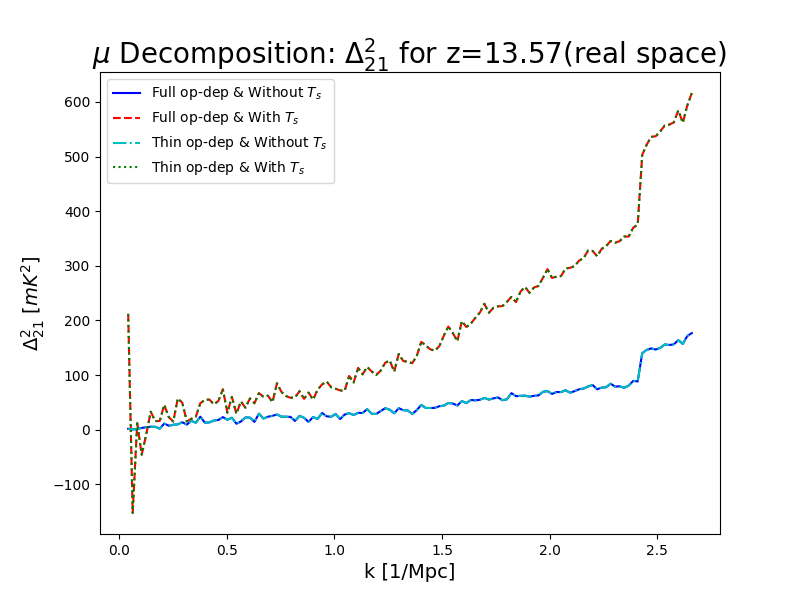 μ Decomposition: Δ²₂₁ for z=13.57(real space)
Full op-dep & Without Tₛ
Full op-dep & With Tₛ
Thin op-dep & Without Tₛ
Thin op-dep & With Tₛ
600
500
400
300
200
100
0
−100
Δ²₂₁ [mK²]
0.0 0.5 1.0 1.5 2.0 2.5
k [1/Mpc]